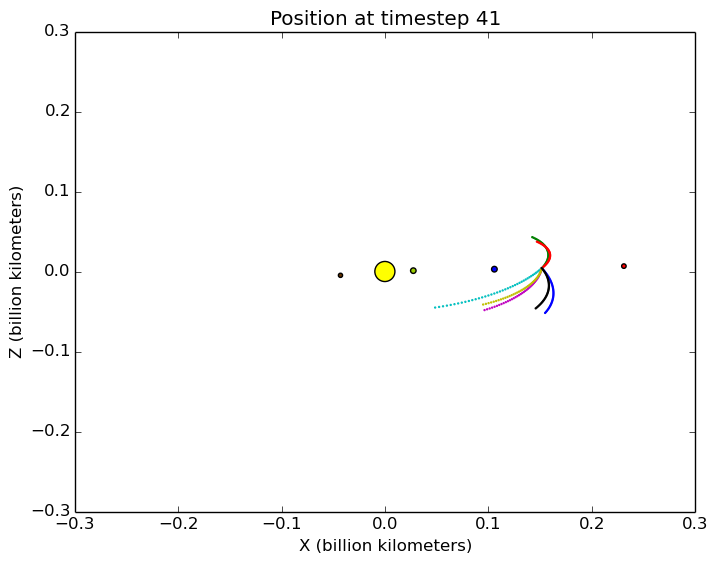 Position at timestep 41
0.3
0.2
0.1
0.0
−0.1
−0.2
−0.3
Z (billion kilometers)
−0.3 −0.2 −0.1 0.0 0.1 0.2 0.3
X (billion kilometers)